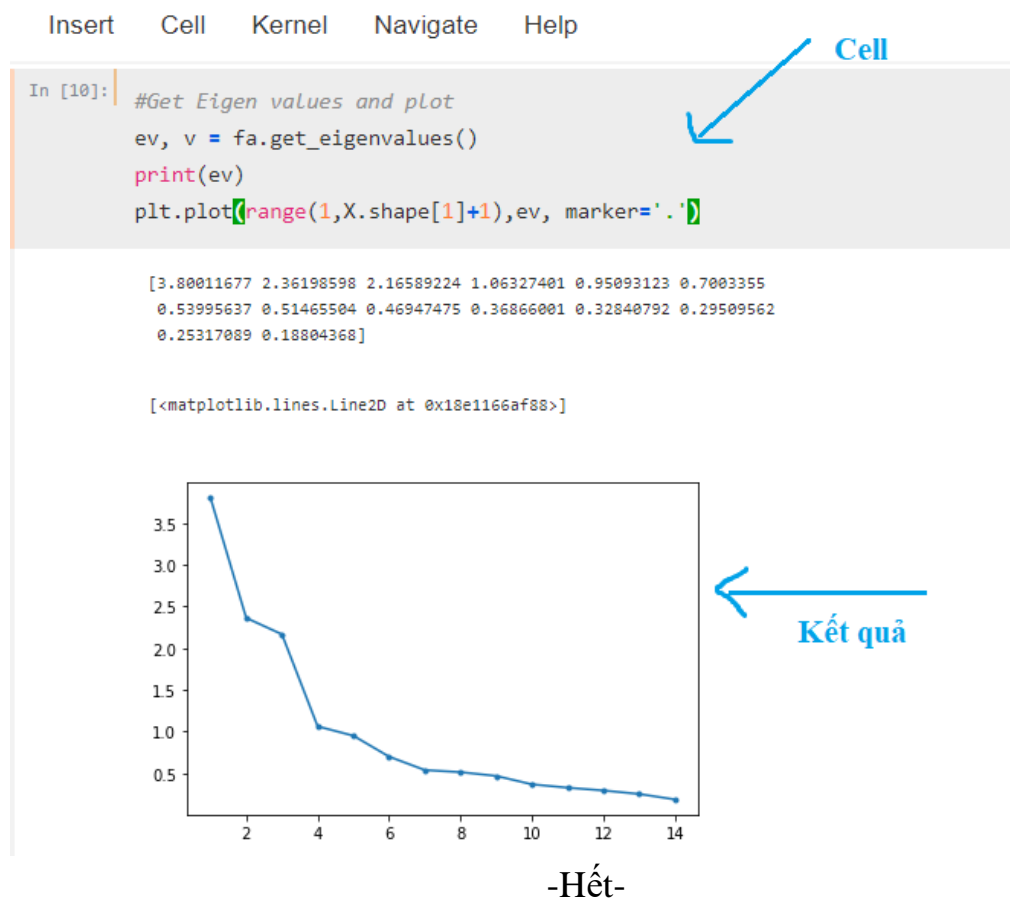 Insert Cell Kernel Navigate Help
Cell
In [10]:
#Get Eigen values and plot
ev, v = fa.get_eigenvalues()
print(ev)
plt.plot(range(1,X.shape[1]+1),ev, marker='.')
[3.80011677 2.36198598 2.16589224 1.06327401 0.95093123 0.7003355
0.53995637 0.51465504 0.46947475 0.36866001 0.32840792 0.29509562
0.25317089 0.18804368]
[<matplotlib.lines.Line2D at 0x18e1166af88>]
3.5
3.0
2.5
2.0
1.5
1.0
0.5
2 4 6 8 10 12 14
Kết quả
-Hết-